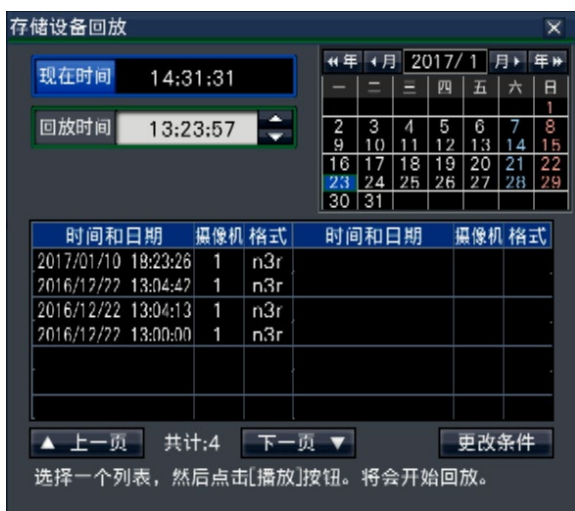 存储设备回放
现在时间 14:31:31
回放时间 13:23:57
年 月 2017/ 1 月 年
一 二 三 四 五 六 日
1
2 3 4 5 6 7 8
9 10 11 12 13 14 15
16 17 18 19 20 21 22
23 24 25 26 27 28 29
30 31
时间和日期 摄像机 格式 时间和日期 摄像机 格式
2017/01/10 18:23:26 1 n3r
2016/12/22 13:04:42 1 n3r
2016/12/22 13:04:13 1 n3r
2016/12/22 13:00:00 1 n3r
▲ 上一页 共计:4 下一页 ▼ 更改条件
选择一个列表，然后点击[播放]按钮。将会开始回放。